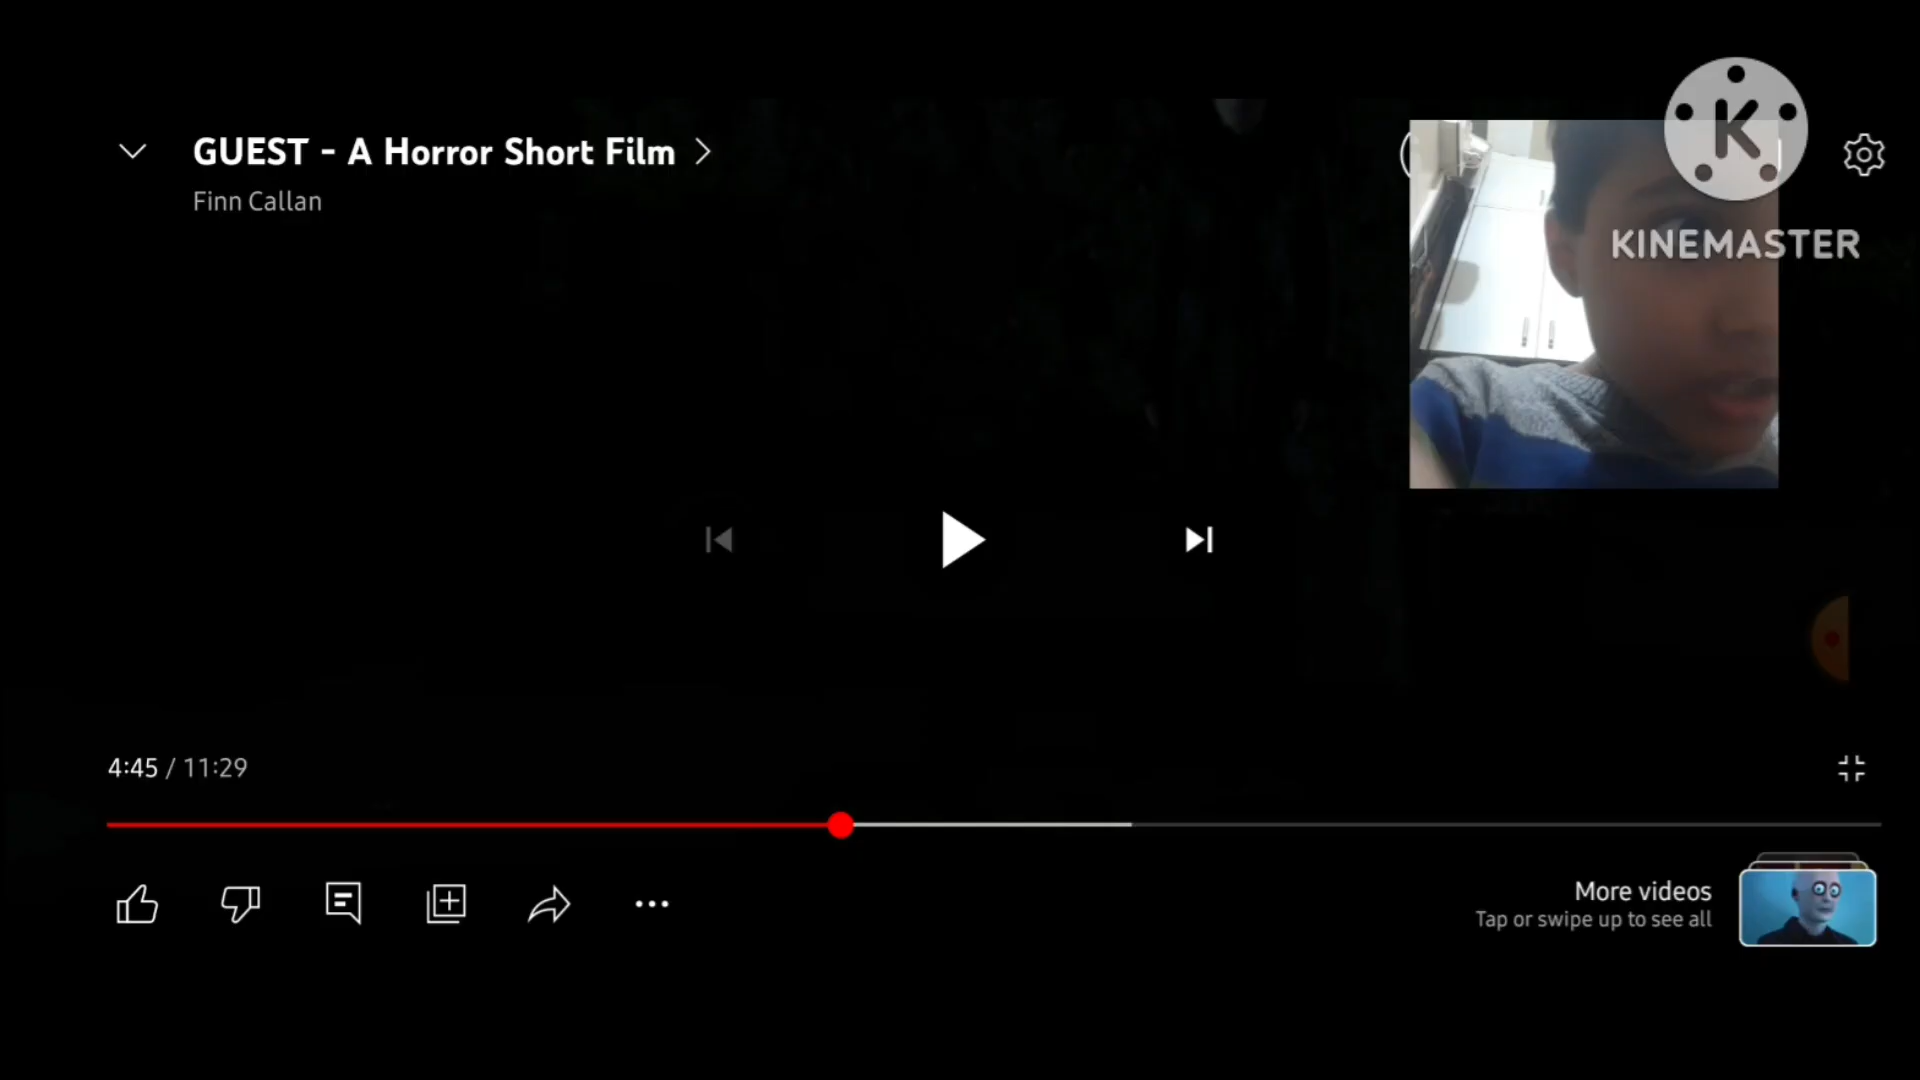 GUEST - A Horror Short Film
Finn Callan
K
KINEMASTER
4:45 / 11:29
More videos
Tap or swipe up to see all